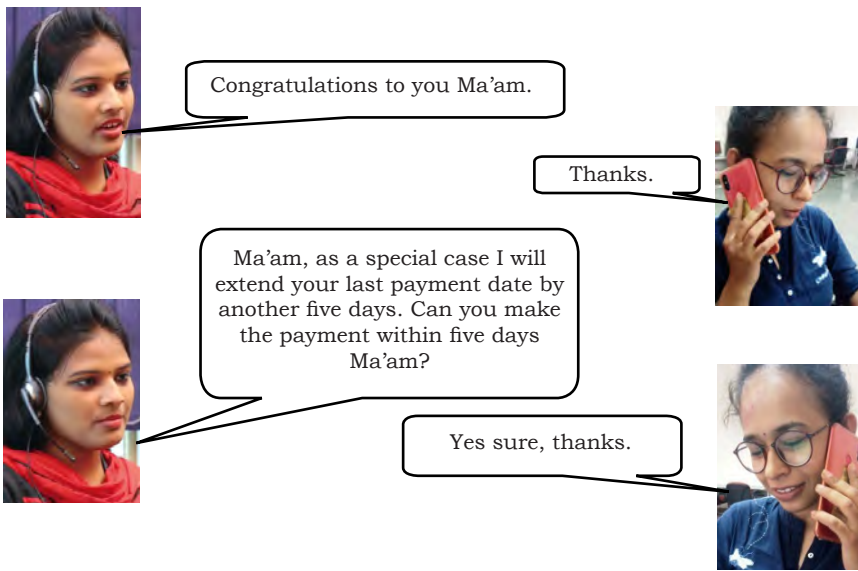 Congratulations to you Ma’am.
Thanks.
Ma’am, as a special case I will
extend your last payment date by
another five days. Can you make
the payment within five days
Ma’am?
Yes sure, thanks.